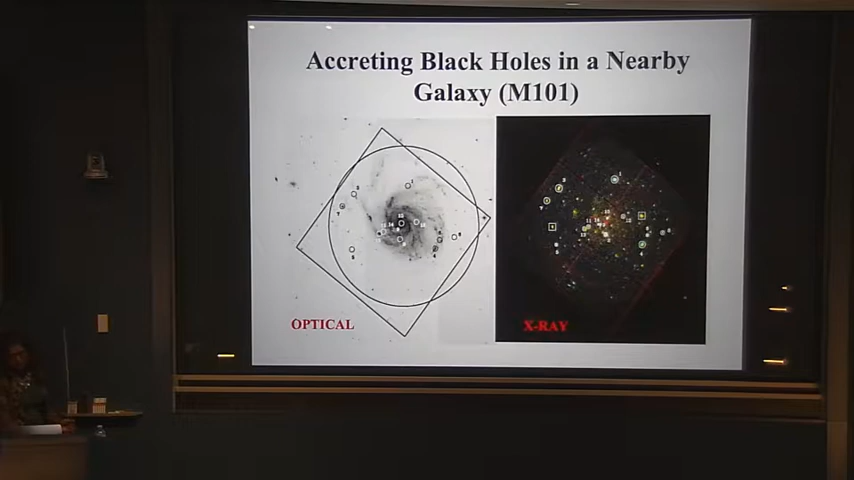 Accreting Black Holes in a Nearby
Galaxy (M101)
OPTICAL
X-RAY